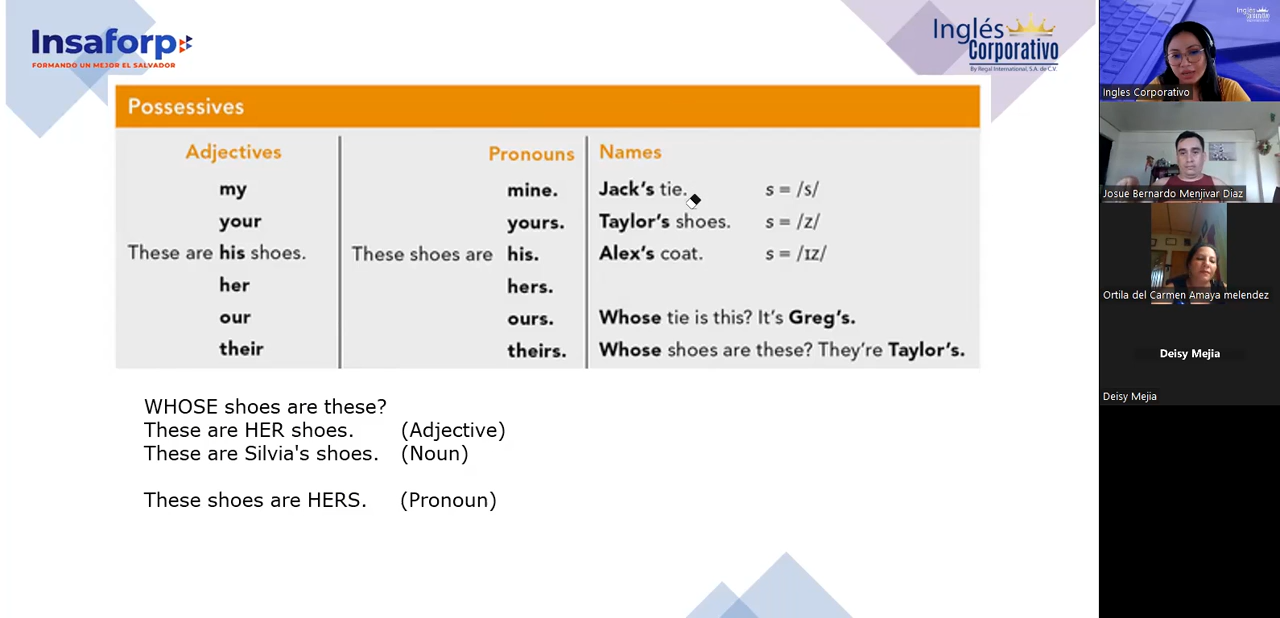 Insaforp
FORMANDO UN MEJOR EL SALVADOR
Inglés
Corporativo
By Regal International, S.A. de C.V.
Possessives
Adjectives
my
your
These are his shoes.
her
our
their
Pronouns
mine.
yours.
These shoes are his.
hers.
ours.
theirs.
Names
Jack's tie. s = /s/
Taylor's shoes. s = /z/
Alex's coat. s = /ɪz/
Whose tie is this? It's Greg's.
Whose shoes are these? They're Taylor's.
WHOSE shoes are these?
These are HER shoes. (Adjective)
These are Silvia's shoes. (Noun)
These shoes are HERS. (Pronoun)
Ingles Corporativo
Josue Bernardo Menjivar Diaz
Ortila del Carmen Amaya melendez
Deisy Mejia
Deisy Mejia